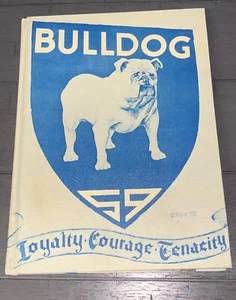 BULLDOG
59
Loyalty · Courage · Tenacity